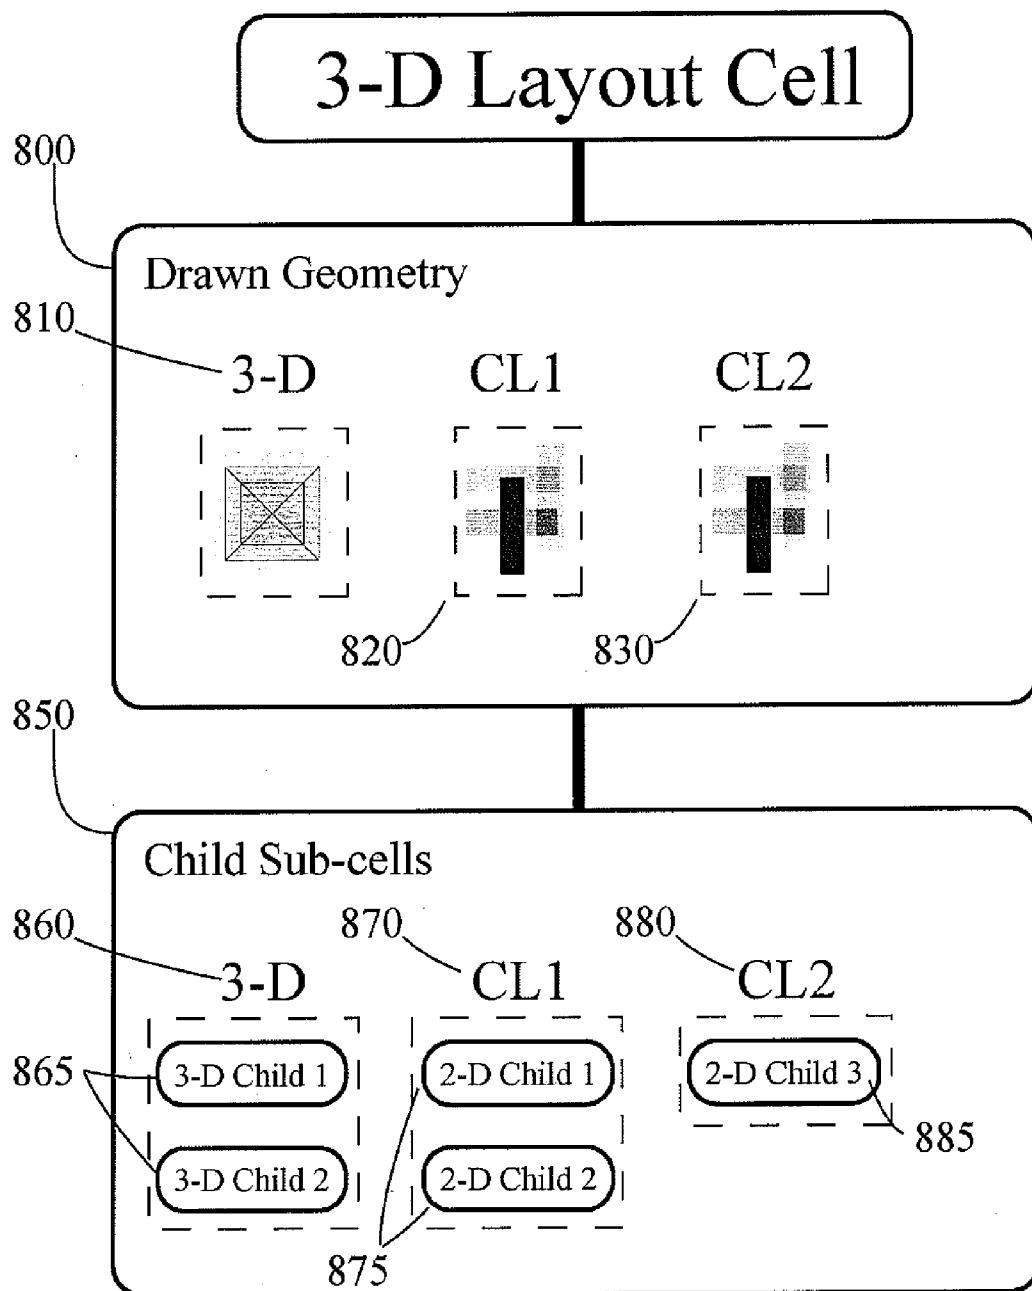 3-D Layout Cell
800
Drawn Geometry
810
3-D
CL1
CL2
820
830
850
Child Sub-cells
860
870
880
3-D
CL1
CL2
865
3-D Child 1
2-D Child 1
2-D Child 3
885
3-D Child 2
2-D Child 2
875